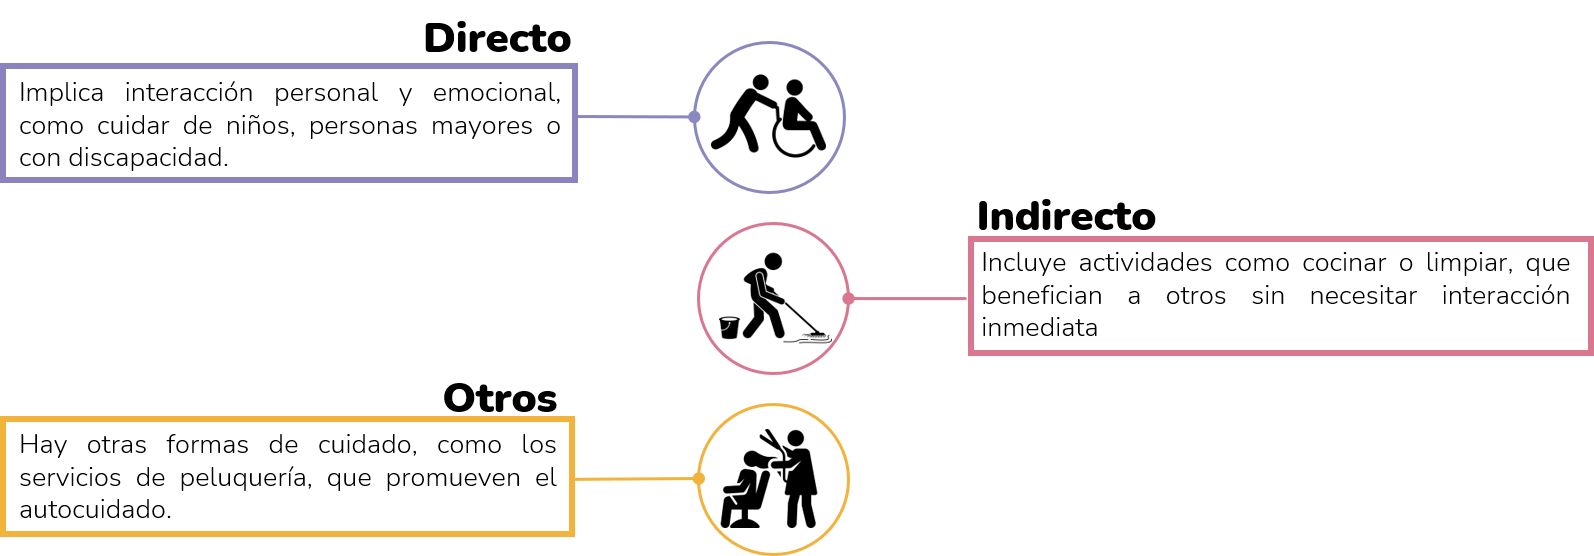 Directo
Implica interacción personal y emocional,
como cuidar de niños, personas mayores o
con discapacidad.
Indirecto
Incluye actividades como cocinar o limpiar, que
benefician a otros sin necesitar interacción
inmediata
Otros
Hay otras formas de cuidado, como los
servicios de peluquería, que promueven el
autocuidado.